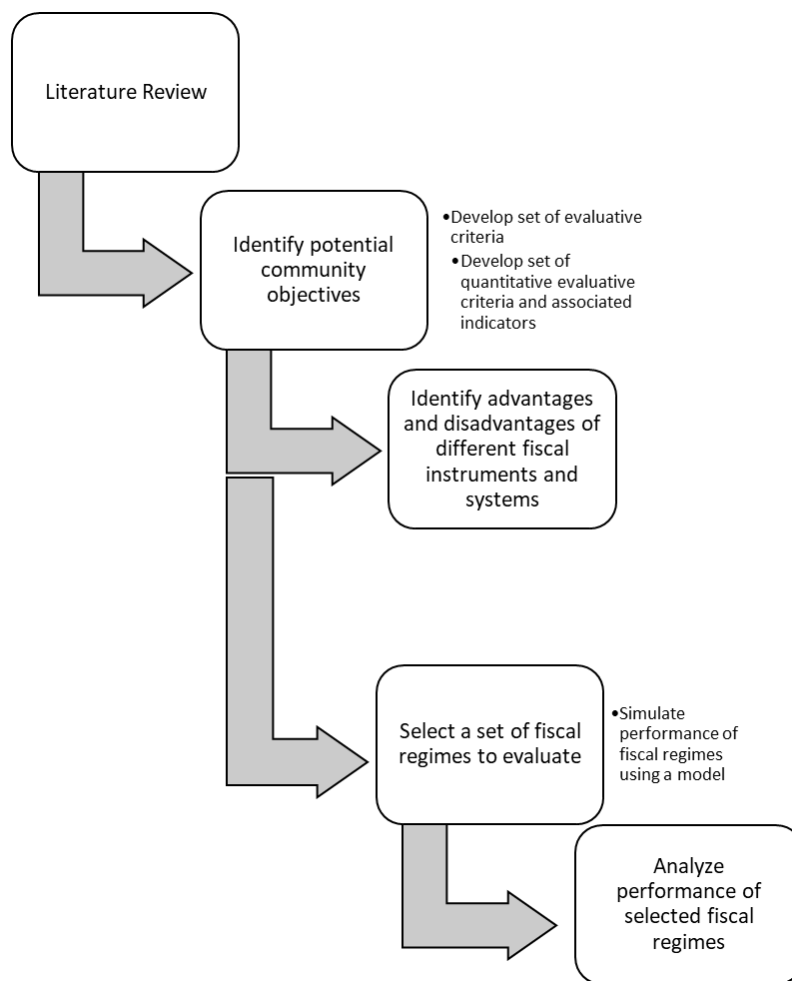 Literature Review
Identify potential
community
objectives
•Develop set of evaluative
criteria
•Develop set of
quantitative evaluative
criteria and associated
indicators
Identify advantages
and disadvantages of
different fiscal
instruments and
systems
Select a set of fiscal
regimes to evaluate
•Simulate
performance of
fiscal regimes
using a model
Analyze
performance of
selected fiscal
regimes